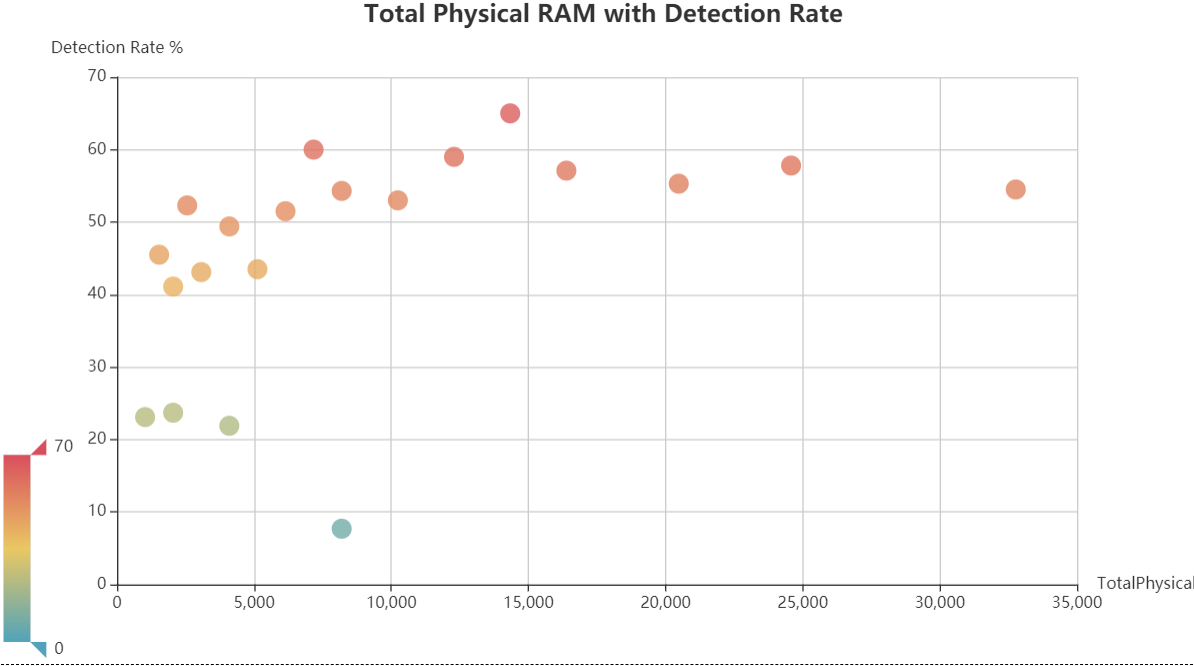 Total Physical RAM with Detection Rate
Detection Rate %
70
60
50
40
30
20
10
0
0 5,000 10,000 15,000 20,000 25,000 30,000 35,000
TotalPhysical
70
0